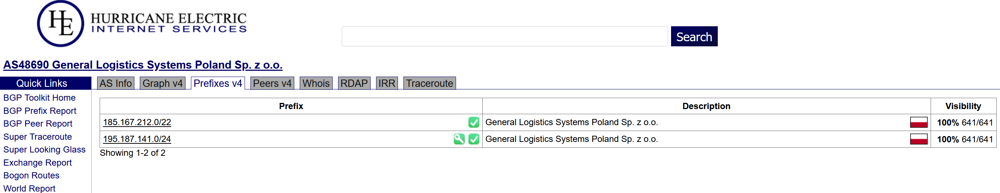 HE HURRICANE ELECTRIC
INTERNET SERVICES
Search
AS48690 General Logistics Systems Poland Sp. z o.o.
Quick Links
AS Info Graph v4 Prefixes v4 Peers v4 Whois RDAP IRR Traceroute
BGP Toolkit Home
BGP Prefix Report
BGP Peer Report
Super Traceroute
Super Looking Glass
Exchange Report
Bogon Routes
World Report
Prefix Description Visibility
185.167.212.0/22 General Logistics Systems Poland Sp. z o.o. 100% 641/641
195.187.141.0/24 General Logistics Systems Poland Sp. z o.o. 100% 641/641
Showing 1-2 of 2